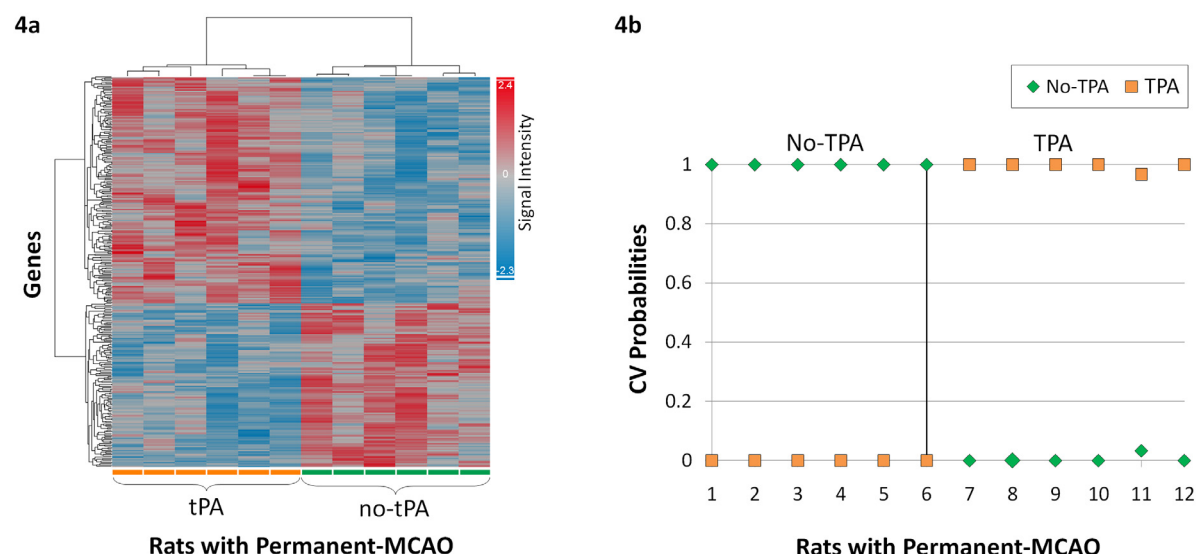 4a
2.4
0
-2.3
Signal Intensity
Genes
tPA
no-tPA
Rats with Permanent-MCAO
4b
No-TPA
TPA
No-TPA
TPA
1
0.8
0.6
0.4
0.2
0
CV Probabilities
1 2 3 4 5 6 7 8 9 10 11 12
Rats with Permanent-MCAO